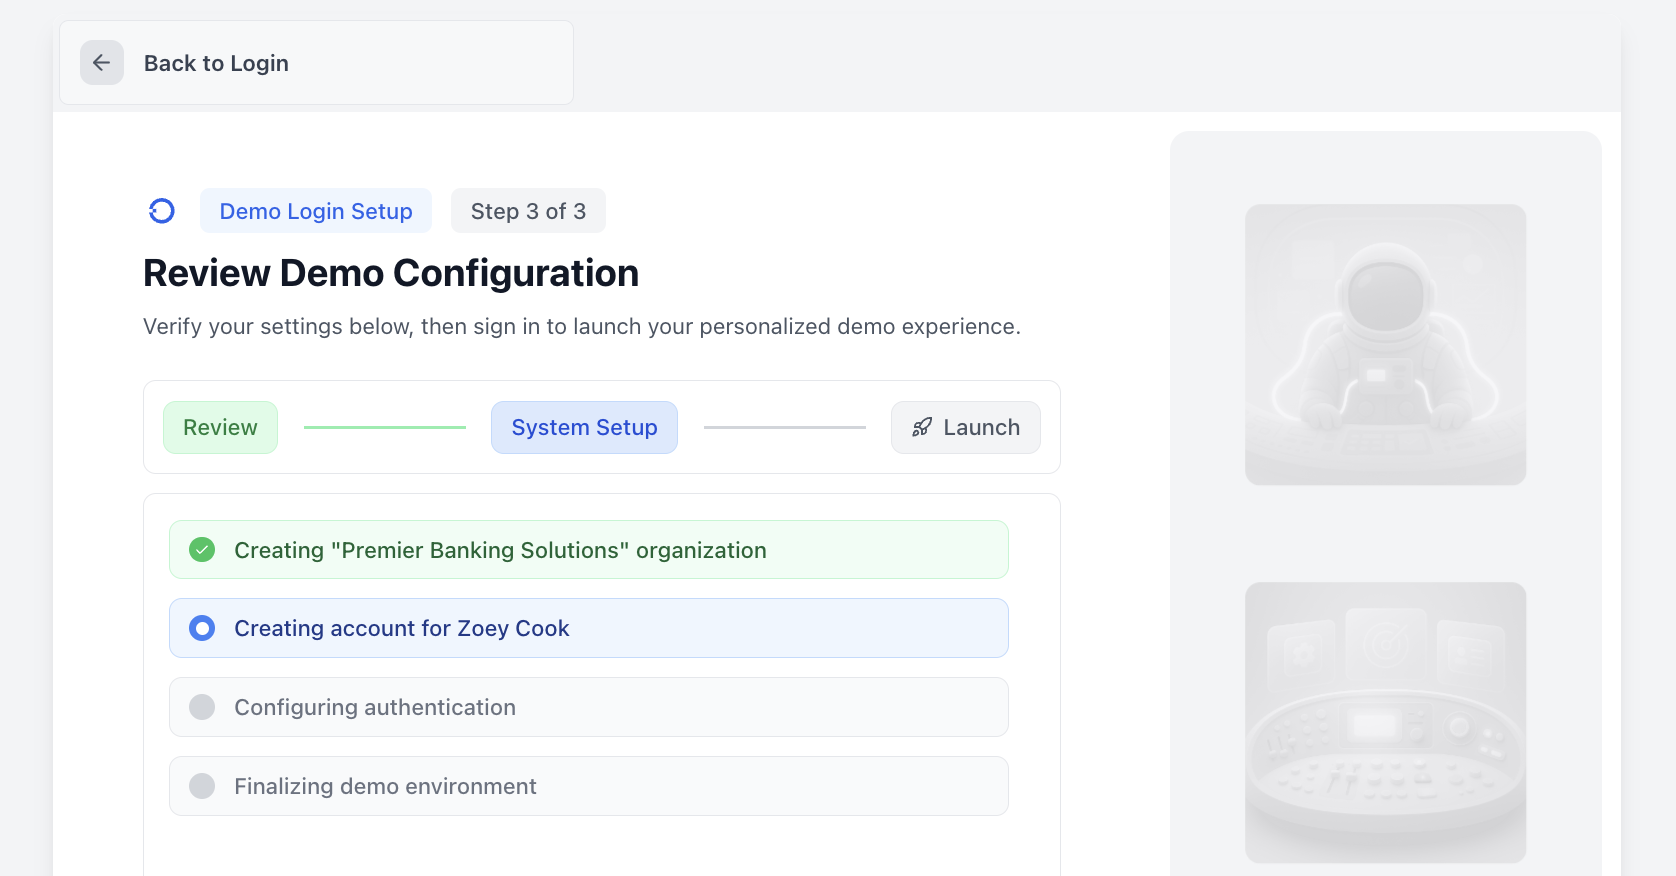 Back to Login
Demo Login Setup
Step 3 of 3
Review Demo Configuration
Verify your settings below, then sign in to launch your personalized demo experience.
Review
System Setup
Launch
Creating "Premier Banking Solutions" organization
Creating account for Zoey Cook
Configuring authentication
Finalizing demo environment